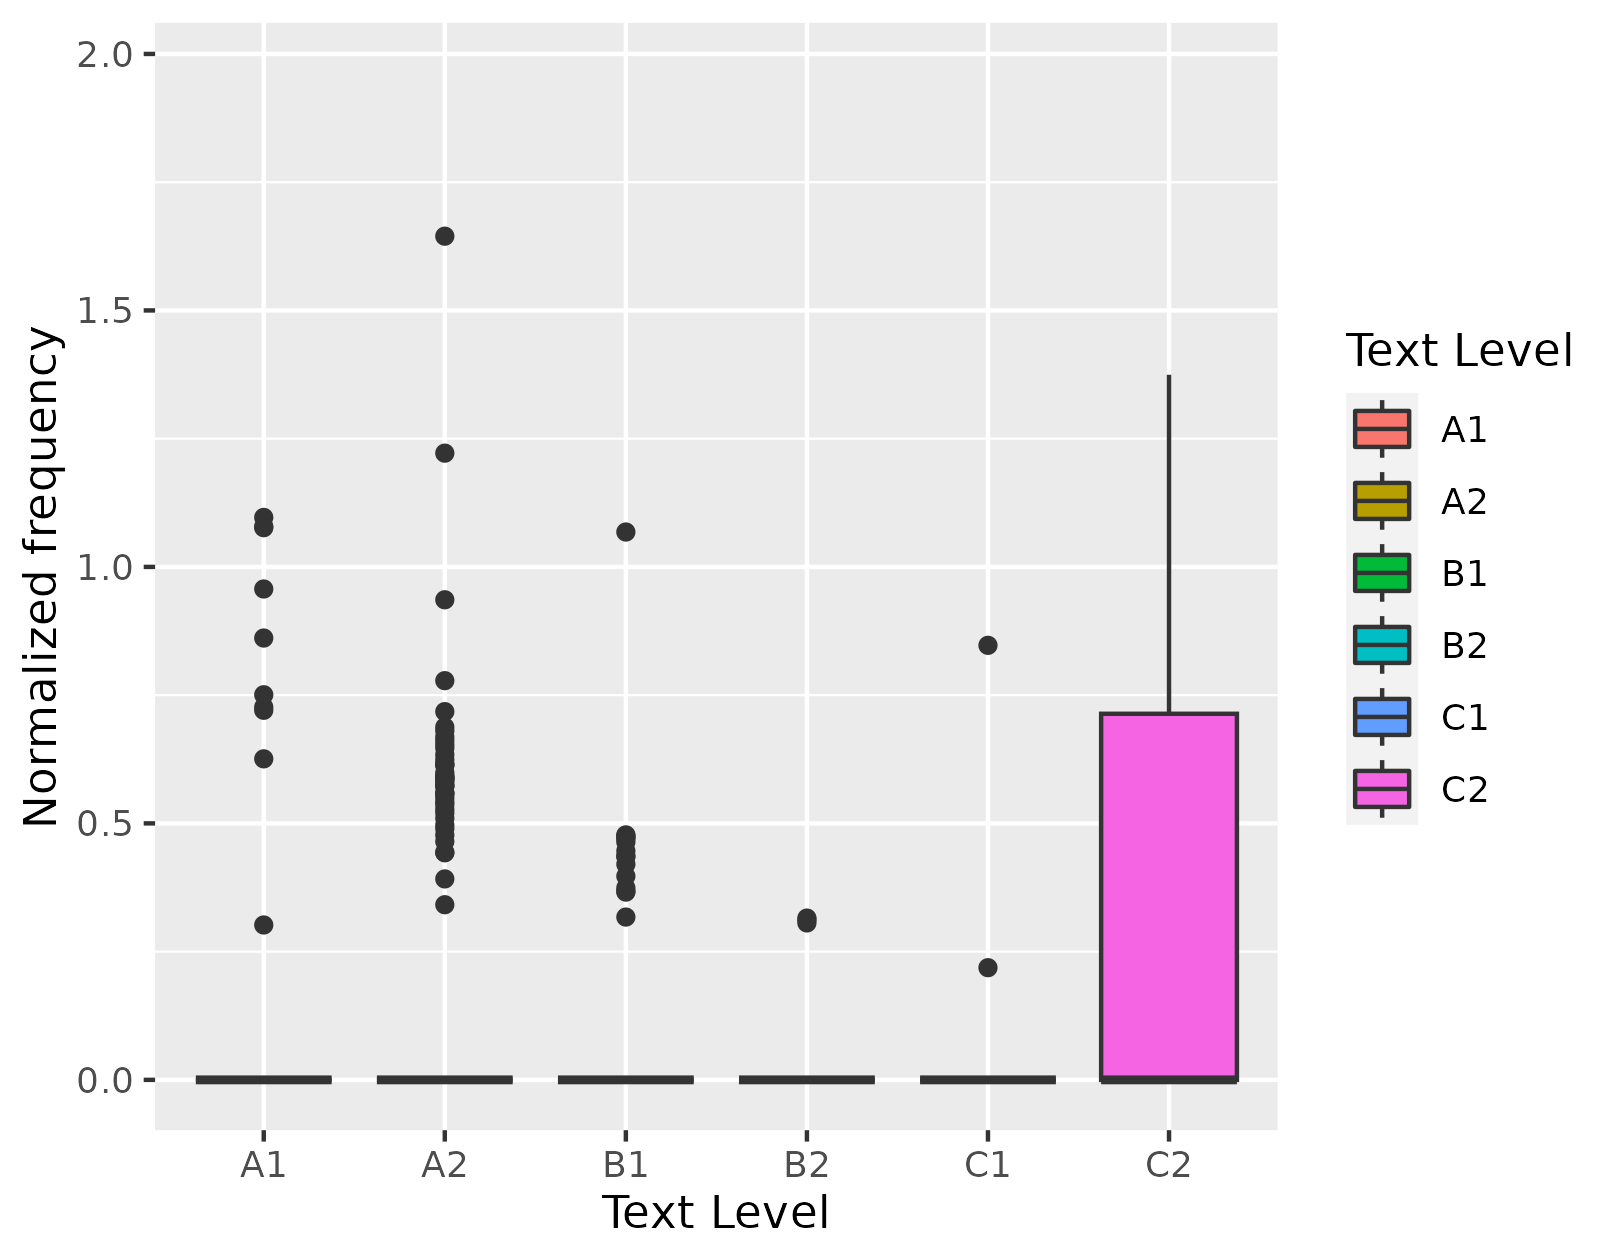 2.0
1.5
1.0
0.5
0.0
Normalized frequency
A1 A2 B1 B2 C1 C2
Text Level
Text Level
A1
A2
B1
B2
C1
C2